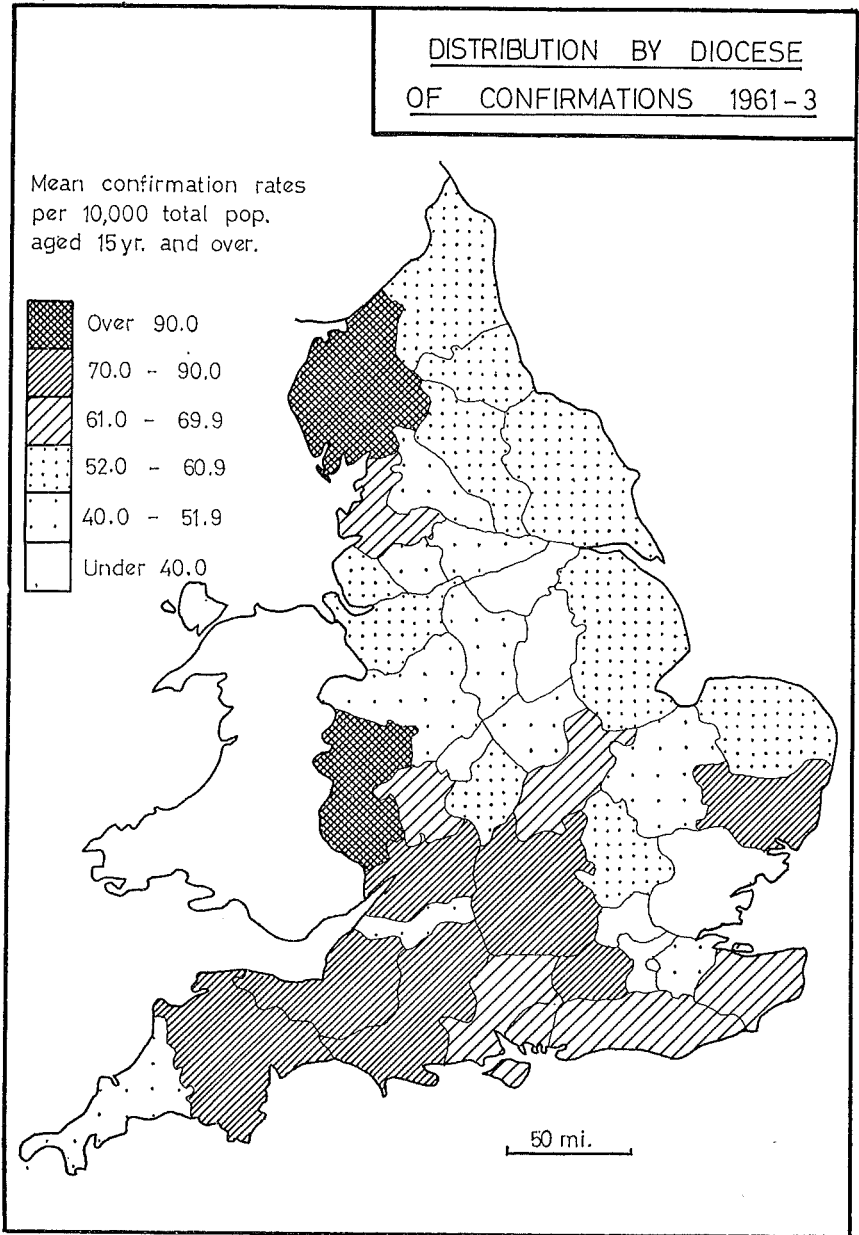 DISTRIBUTION BY DIOCESE
OF CONFIRMATIONS 1961-3
Mean confirmation rates
per 10,000 total pop.
aged 15yr. and over.
Over 90.0
70.0 - 90.0
61.0 - 69.9
52.0 - 60.9
40.0 - 51.9
Under 40.0
50 mi.